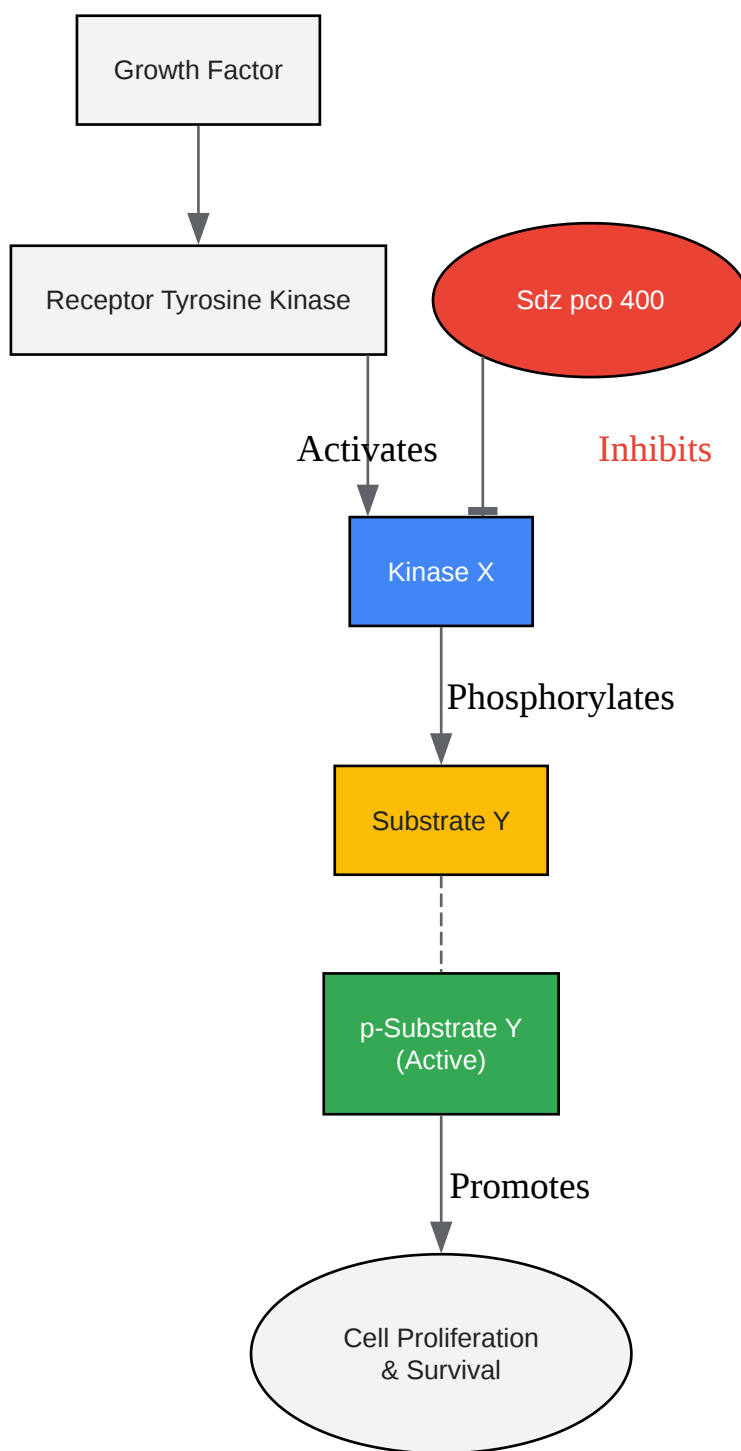 Growth Factor
Receptor Tyrosine Kinase
Sdz pco 400
Activates
Inhibits
Kinase X
Phosphorylates
Substrate Y
p-Substrate Y
(Active)
Promotes
Cell Proliferation
& Survival